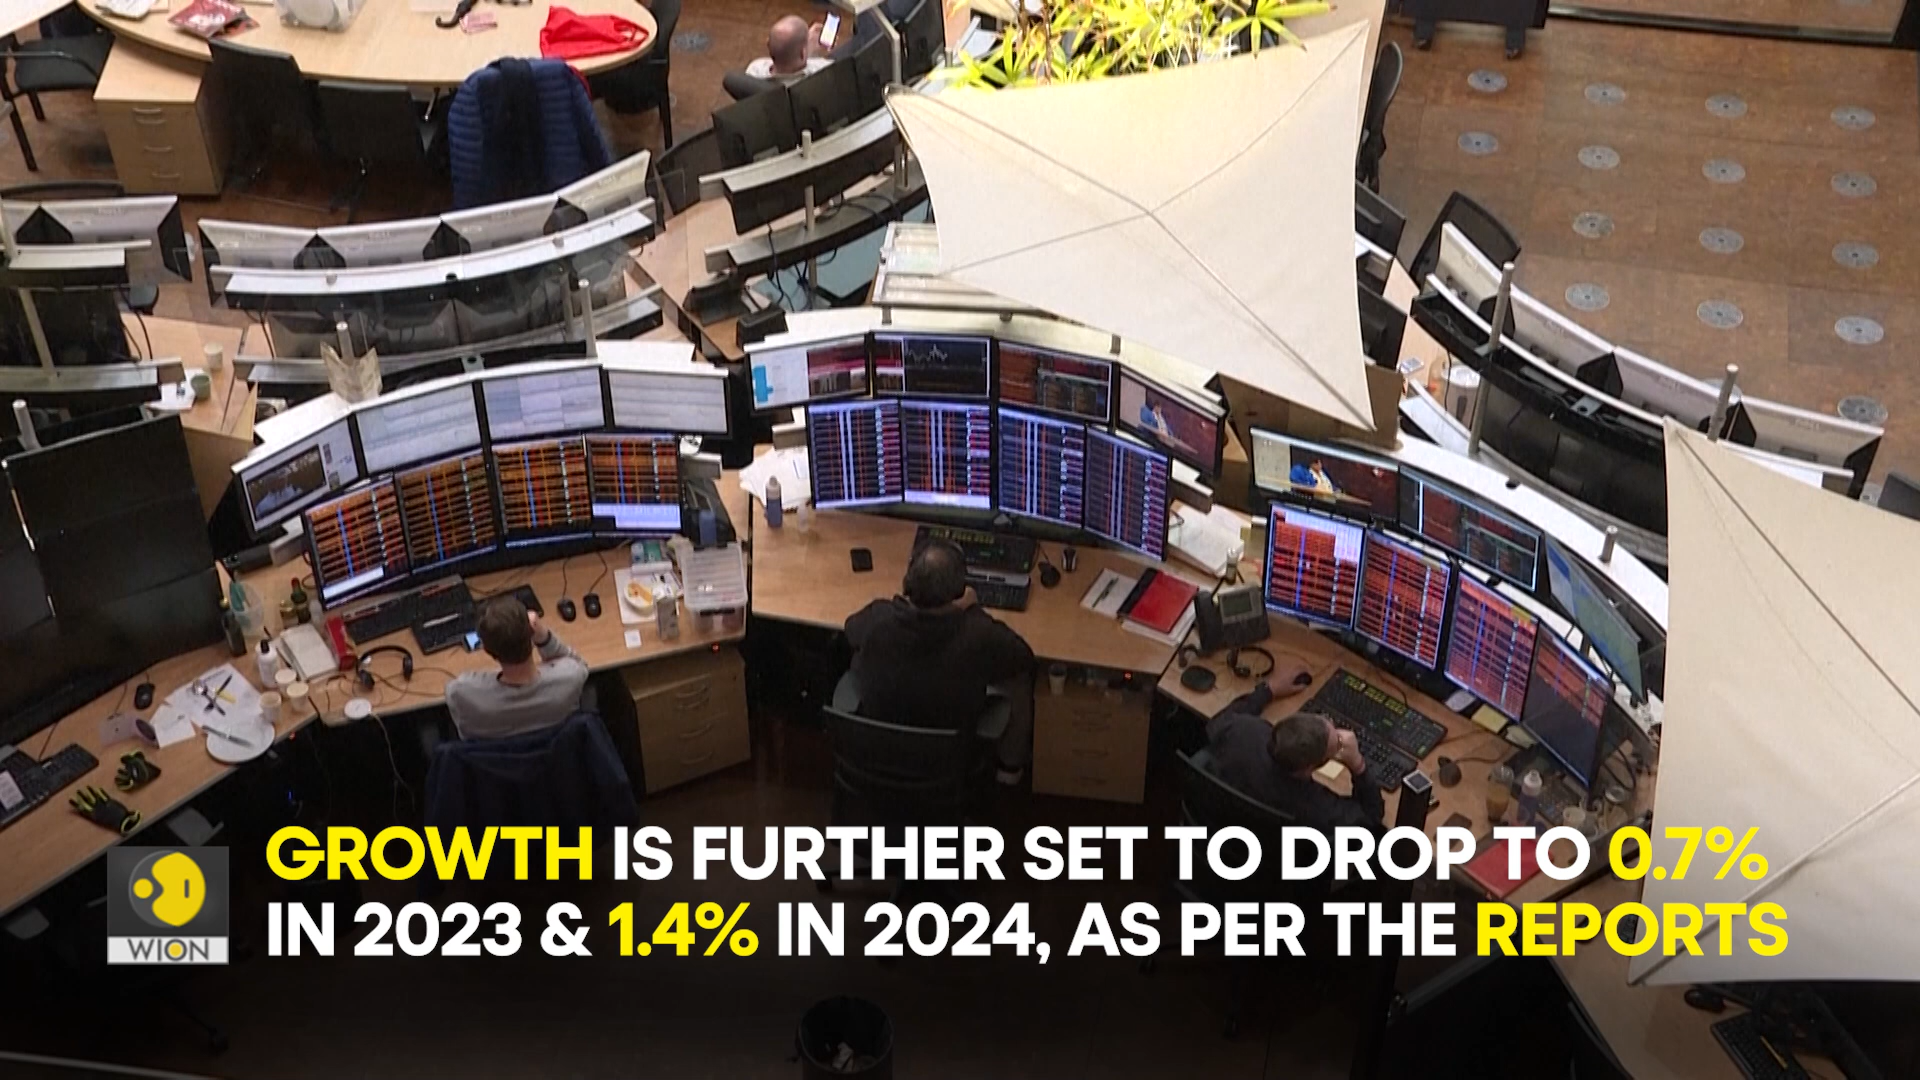 GROWTH IS FURTHER SET TO DROP TO 0.7%
IN 2023 & 1.4% IN 2024, AS PER THE REPORTS
WION